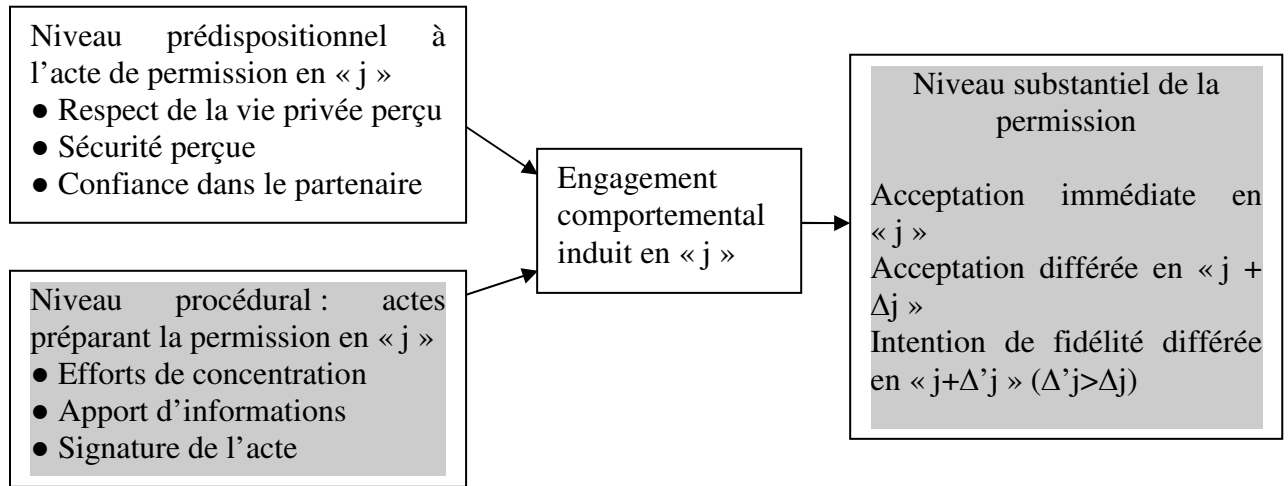 Niveau prédispositionnel à
l’acte de permission en « j »
● Respect de la vie privée perçu
● Sécurité perçue
● Confiance dans le partenaire
Niveau procédural : actes
préparant la permission en « j »
● Efforts de concentration
● Apport d’informations
● Signature de l’acte
Engagement
comportemental
induit en « j »
Niveau substantiel de la
permission
Acceptation immédiate en
« j »
Acceptation différée en « j +
Δj »
Intention de fidélité différée
en « j+Δ’j » (Δ’j>Δj)